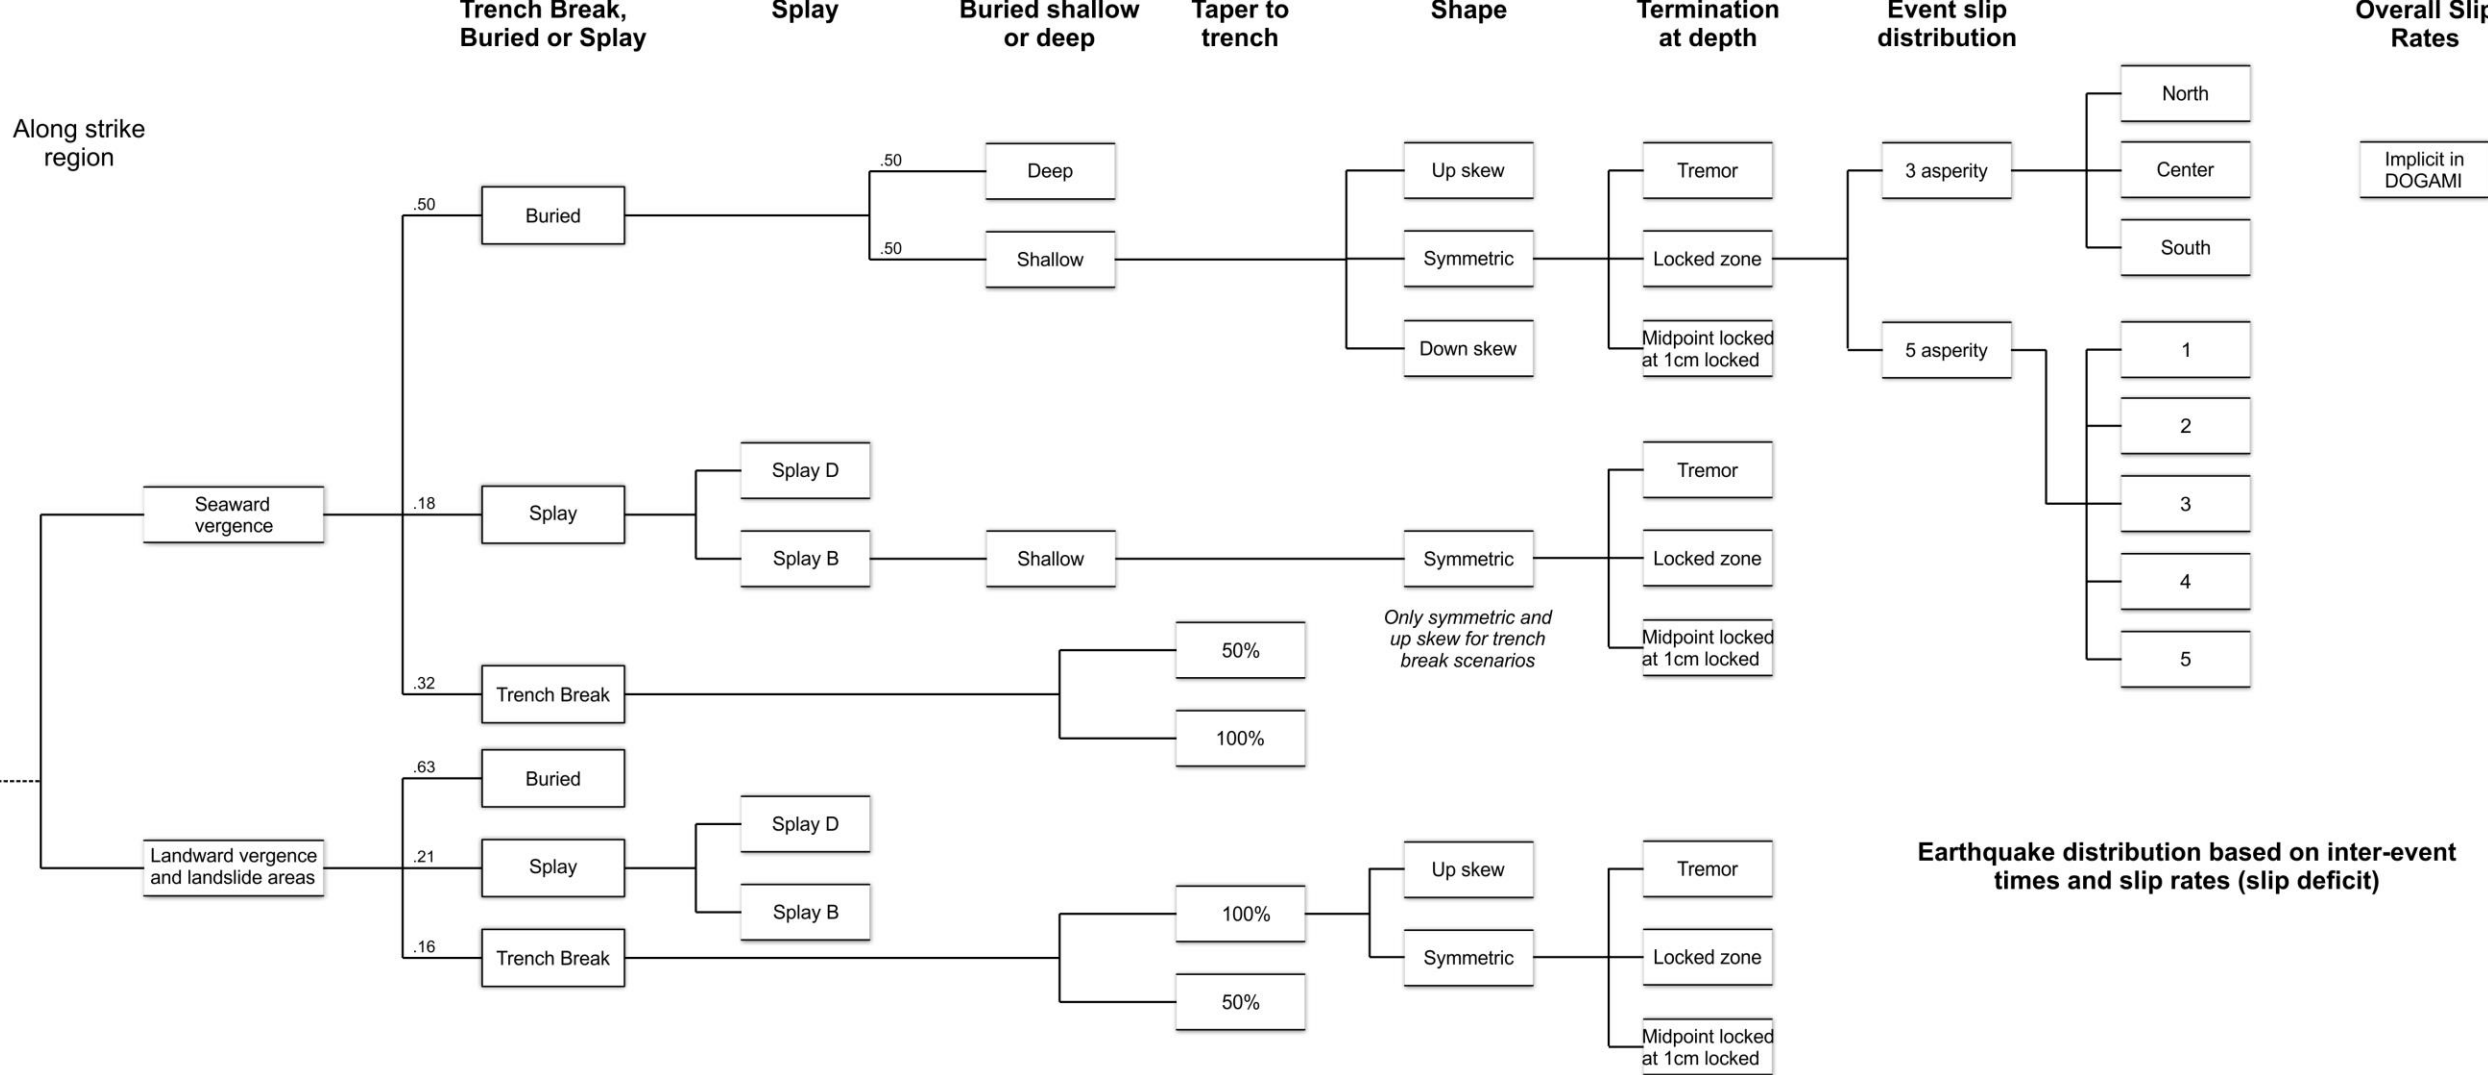 Trench Break,
Buried or Splay
Splay
Buried shallow
or deep
Taper to
trench
Shape
Termination
at depth
Event slip
distribution
Overall Slip
Rates
Along strike
region
North
Center
South
Implicit in
DOGAMI
.50
Buried
.50
Deep
.50
Shallow
Up skew
Symmetric
Down skew
Tremor
Locked zone
Midpoint locked
at 1cm locked
3 asperity
5 asperity
1
2
3
4
5
Seaward
vergence
.18
Splay
Splay D
Splay B
Shallow
Symmetric
Only symmetric and
up skew for trench
break scenarios
Tremor
Locked zone
Midpoint locked
at 1cm locked
.32
Trench Break
50%
100%
Landward vergence
and landslide areas
.63
Buried
.21
Splay
Splay D
Splay B
.16
Trench Break
100%
50%
Up skew
Symmetric
Tremor
Locked zone
Midpoint locked
at 1cm locked
Earthquake distribution based on inter-event
times and slip rates (slip deficit)